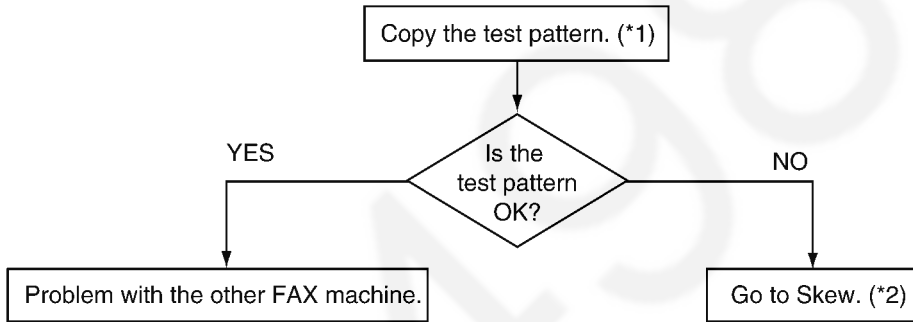 Copy the test pattern. (*1)
YES
Is the
test pattern
OK?
NO
Problem with the other FAX machine.
Go to Skew. (*2)